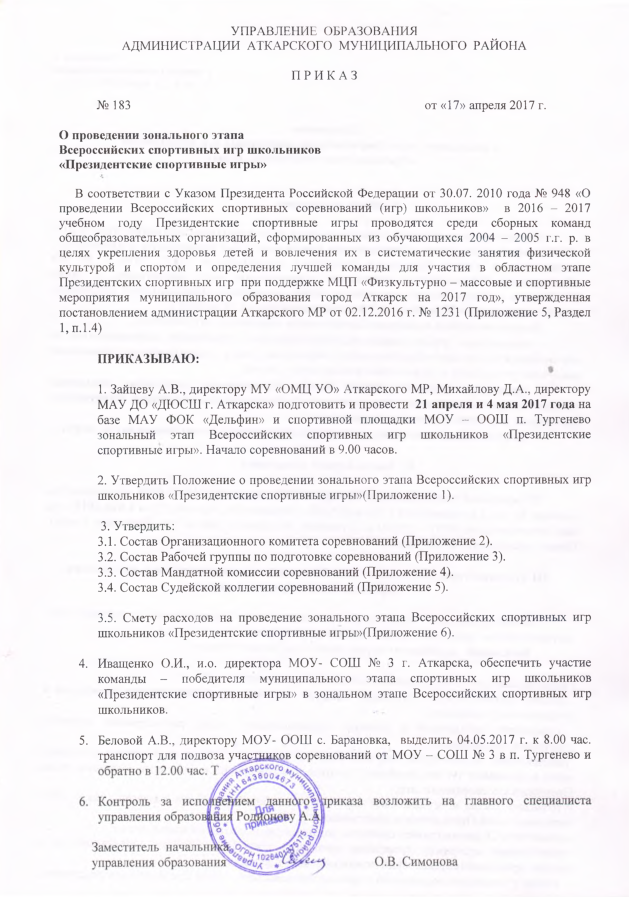 УПРАВЛЕНИЕ ОБРАЗОВАНИЯ
АДМИНИСТРАЦИИ АТКАРСКОГО МУНИЦИПАЛЬНОГО РАЙОНА
П Р И К А З
№ 183 от «17» апреля 2017 г.
О проведении зонального этапа
Всероссийских спортивных игр школьников
«Президентские спортивные игры»
В соответствии с Указом Президента Российской Федерации от 30.07. 2010 года № 948 «О
проведении Всероссийских спортивных соревнований (игр) школьников» в 2016 – 2017
учебном году Президентские спортивные игры проводятся среди сборных команд
общеобразовательных организаций, сформированных из обучающихся 2004 – 2005 г.г. р. в
целях укрепления здоровья детей и вовлечения их в систематические занятия физической
культурой и спортом и определения лучшей команды для участия в областном этапе
Президентских спортивных игр при поддержке МЦП «Физкультурно – массовые и спортивные
мероприятия муниципального образования город Аткарск на 2017 год», утвержденная
постановлением администрации Аткарского МР от 02.12.2016 г. № 1231 (Приложение 5, Раздел
1, п.1.4)
ПРИКАЗЫВАЮ:
1. Зайцеву А.В., директору МУ «ОМЦ УО» Аткарского МР, Михайлову Д.А., директору
МАУ ДО «ДЮСШ г. Аткарска» подготовить и провести 21 апреля и 4 мая 2017 года на
базе МАУ ФОК «Дельфин» и спортивной площадки МОУ – ООШ п. Тургенево
зональный этап Всероссийских спортивных игр школьников «Президентские
спортивные игры». Начало соревнований в 9.00 часов.
2. Утвердить Положение о проведении зонального этапа Всероссийских спортивных игр
школьников «Президентские спортивные игры»(Приложение 1).
3. Утвердить:
3.1. Состав Организационного комитета соревнований (Приложение 2).
3.2. Состав Рабочей группы по подготовке соревнований (Приложение 3).
3.3. Состав Мандатной комиссии соревнований (Приложение 4).
3.4. Состав Судейской коллегии соревнований (Приложение 5).
3.5. Смету расходов на проведение зонального этапа Всероссийских спортивных игр
школьников «Президентские спортивные игры»(Приложение 6).
4. Иващенко О.И., и.о. директора МОУ- СОШ № 3 г. Аткарска, обеспечить участие
команды – победителя муниципального этапа спортивных игр школьников
«Президентские спортивные игры» в зональном этапе Всероссийских спортивных игр
школьников.
5. Беловой А.В., директору МОУ- ООШ с. Барановка, выделить 04.05.2017 г. к 8.00 час.
транспорт для подвоза участников соревнований от МОУ – СОШ № 3 в п. Тургенево и
обратно в 12.00 час. Т
6. Контроль за исполнением данного приказа возложить на главного специалиста
управления образования Родионову А.А.
Заместитель начальника
управления образования О.В. Симонова
Управление образования Аткарского муниципального района
ИНН 6438004673
Для
приказов